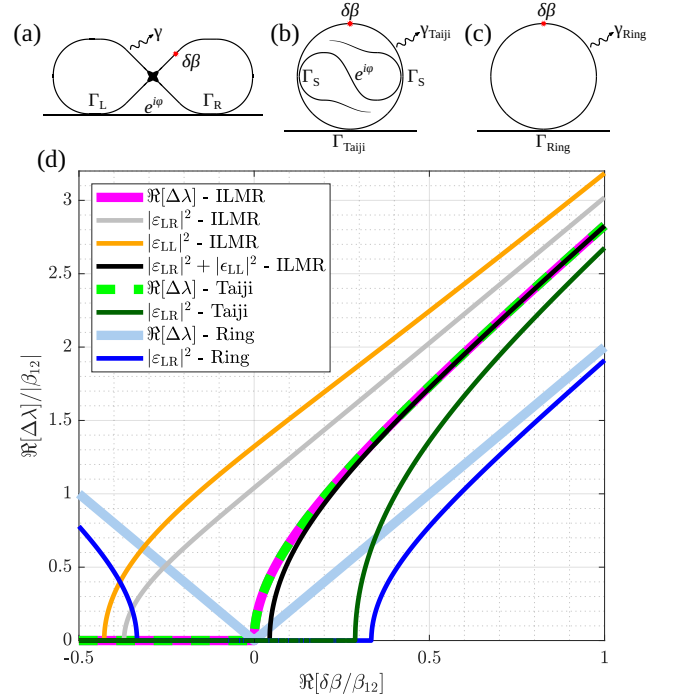 (a)
γ
δβ
Γ_L
e^{iφ}
Γ_R
(b)
δβ
γ_Taiji
Γ_S
e^{iφ}
Γ_S
Γ_Taiji
(c)
δβ
γ_Ring
Γ_Ring
(d)
ℜ[Δλ] - ILMR
|ε_LR|² - ILMR
|ε_LL|² - ILMR
|ε_LR|² + |ϵ_LL|² - ILMR
ℜ[Δλ] - Taiji
|ε_LR|² - Taiji
ℜ[Δλ] - Ring
|ε_LR|² - Ring
ℜ[Δλ]/|β₁₂|
3
2.5
2
1.5
1
0.5
0
-0.5
0
0.5
1
ℜ[δβ/β₁₂]